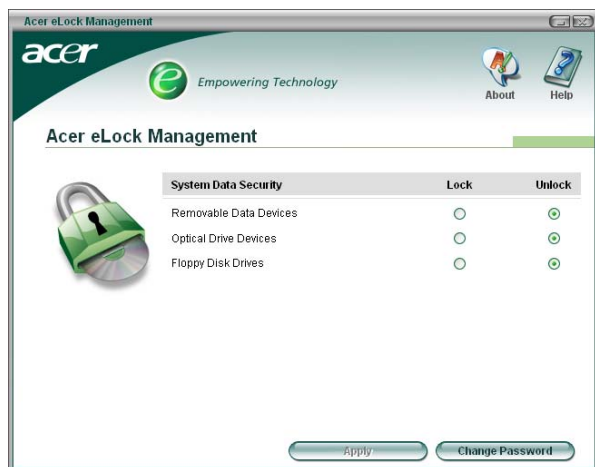 Acer eLock Management
acer
e Empowering Technology
About Help
Acer eLock Management
System Data Security Lock Unlock
Removable Data Devices
Optical Drive Devices
Floppy Disk Drives
Apply Change Password